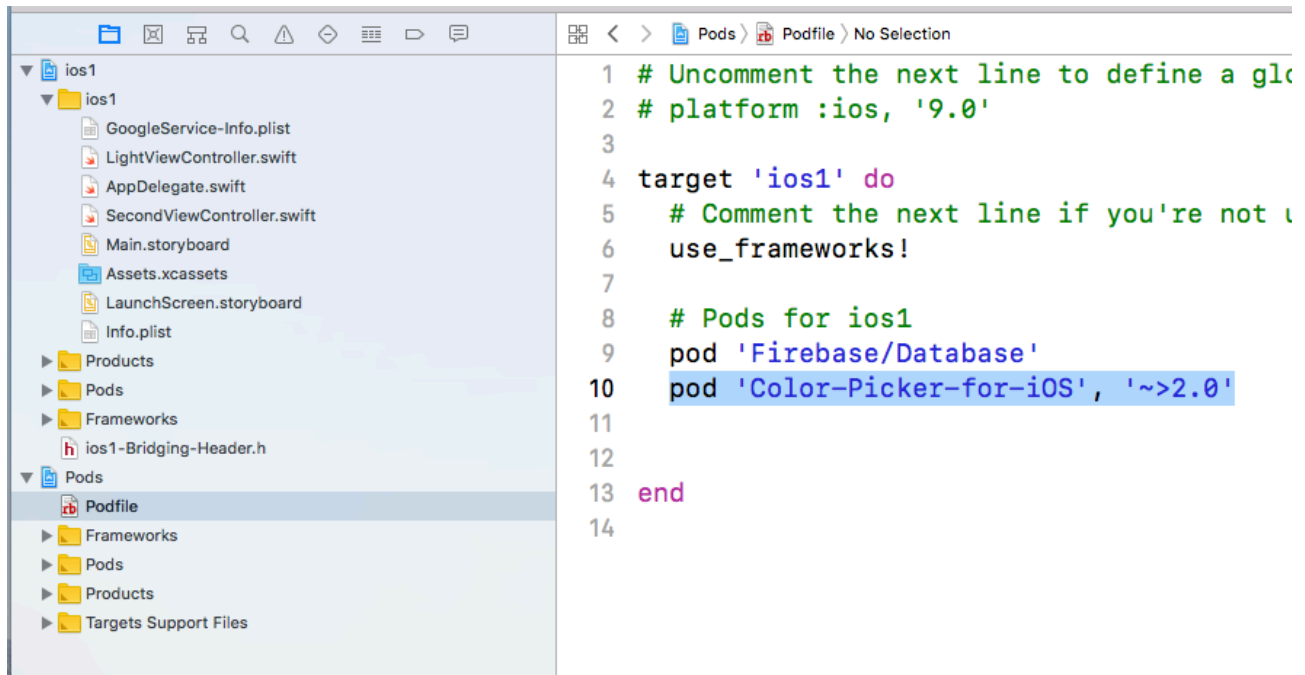 ios1
ios1
GoogleService-Info.plist
LightViewController.swift
AppDelegate.swift
SecondViewController.swift
Main.storyboard
Assets.xcassets
LaunchScreen.storyboard
Info.plist
Products
Pods
Frameworks
h ios1-Bridging-Header.h
Pods
rb Podfile
Frameworks
Pods
Products
Targets Support Files
Pods 〉 rb Podfile 〉 No Selection
1 # Uncomment the next line to define a glo
2 # platform :ios, '9.0'
3
4 target 'ios1' do
5 # Comment the next line if you're not u
6 use_frameworks!
7
8 # Pods for ios1
9 pod 'Firebase/Database'
10 pod 'Color-Picker-for-iOS', '~>2.0'
11
12
13 end
14